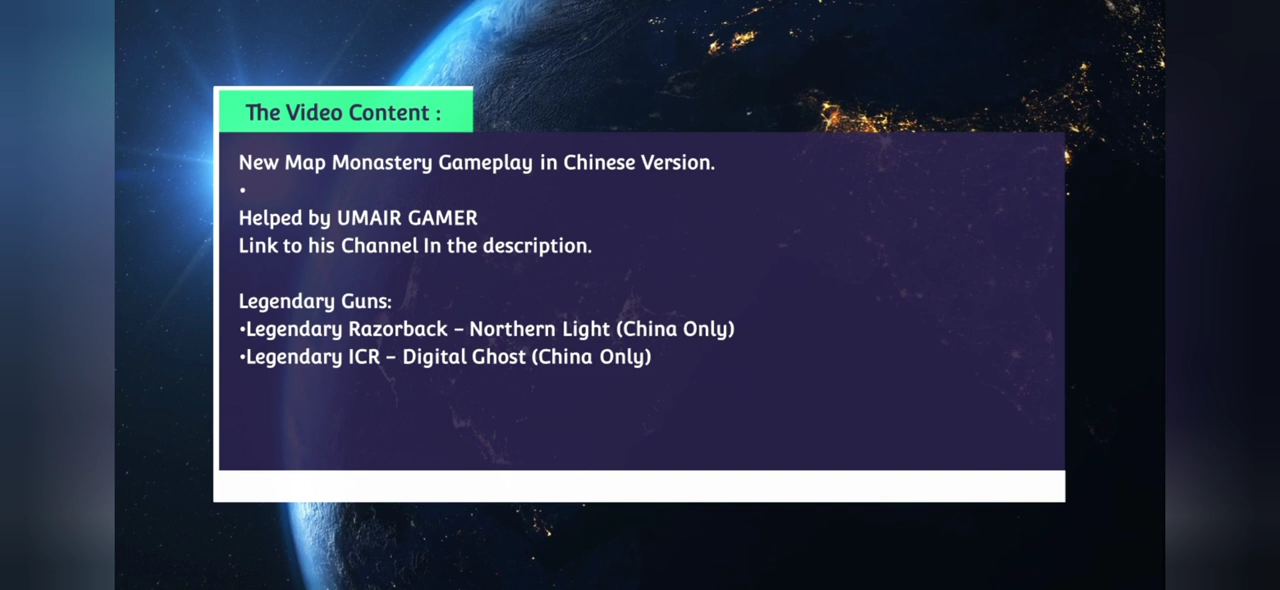 The Video Content :
New Map Monastery Gameplay in Chinese Version.
•
Helped by UMAIR GAMER
Link to his Channel In the description.
Legendary Guns:
•Legendary Razorback – Northern Light (China Only)
•Legendary ICR – Digital Ghost (China Only)